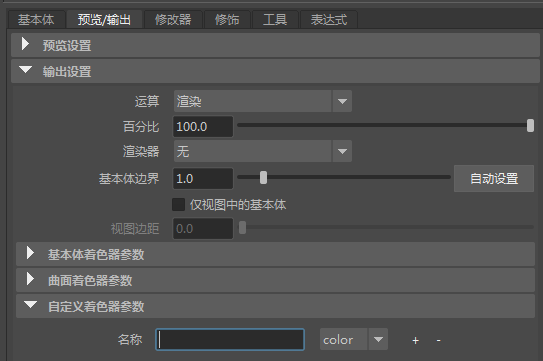 基本体 预览/输出 修改器 修饰 工具 表达式
预览设置
输出设置
运算 渲染
百分比 100.0
渲染器 无
基本体边界 1.0 自动设置
仅视图中的基本体
视图边距 0.0
基本体着色器参数
曲面着色器参数
自定义着色器参数
名称 color + -